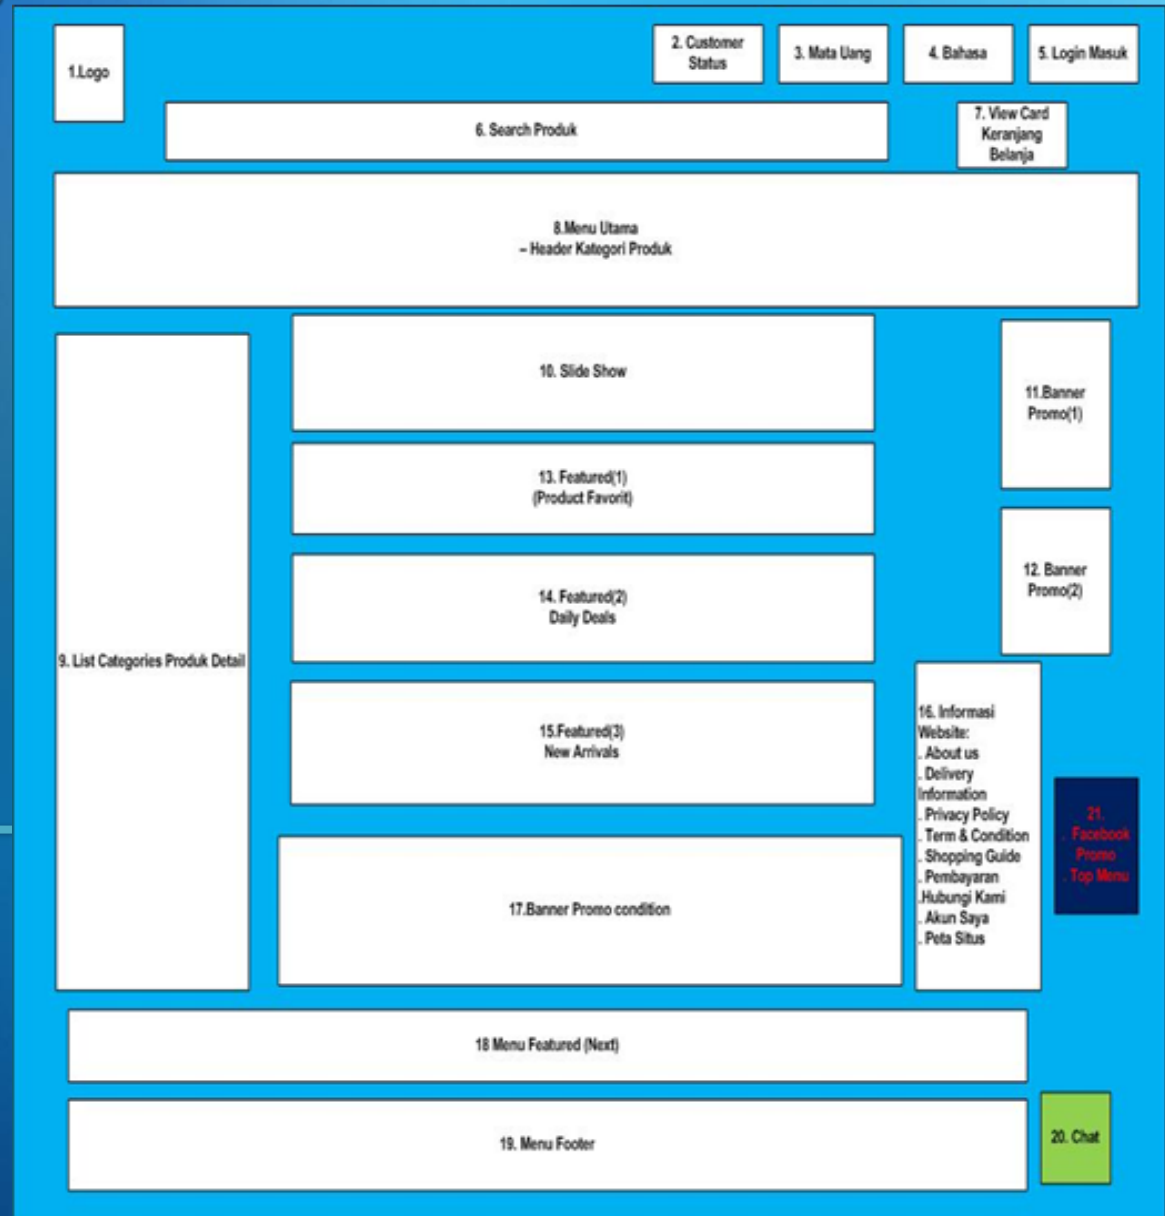 1.Logo
2. Customer
Status
3. Mata Uang
4. Bahasa
5. Login Masuk
6. Search Produk
7. View Card
Keranjang
Belanja
8.Menu Utama
– Header Kategori Produk
9. List Categories Produk Detail
10. Slide Show
11.Banner
Promo(1)
12. Banner
Promo(2)
13. Featured(1)
(Product Favorit)
14. Featured(2)
Daily Deals
15.Featured(3)
New Arrivals
16. Informasi
Website:
. About us
. Delivery
Information
. Privacy Policy
. Term & Condition
. Shopping Guide
. Pembayaran
.Hubungi Kami
. Akun Saya
. Peta Situs
21.
. Facebook
Promo
. Top Menu
17.Banner Promo condition
18 Menu Featured (Next)
19. Menu Footer
20. Chat